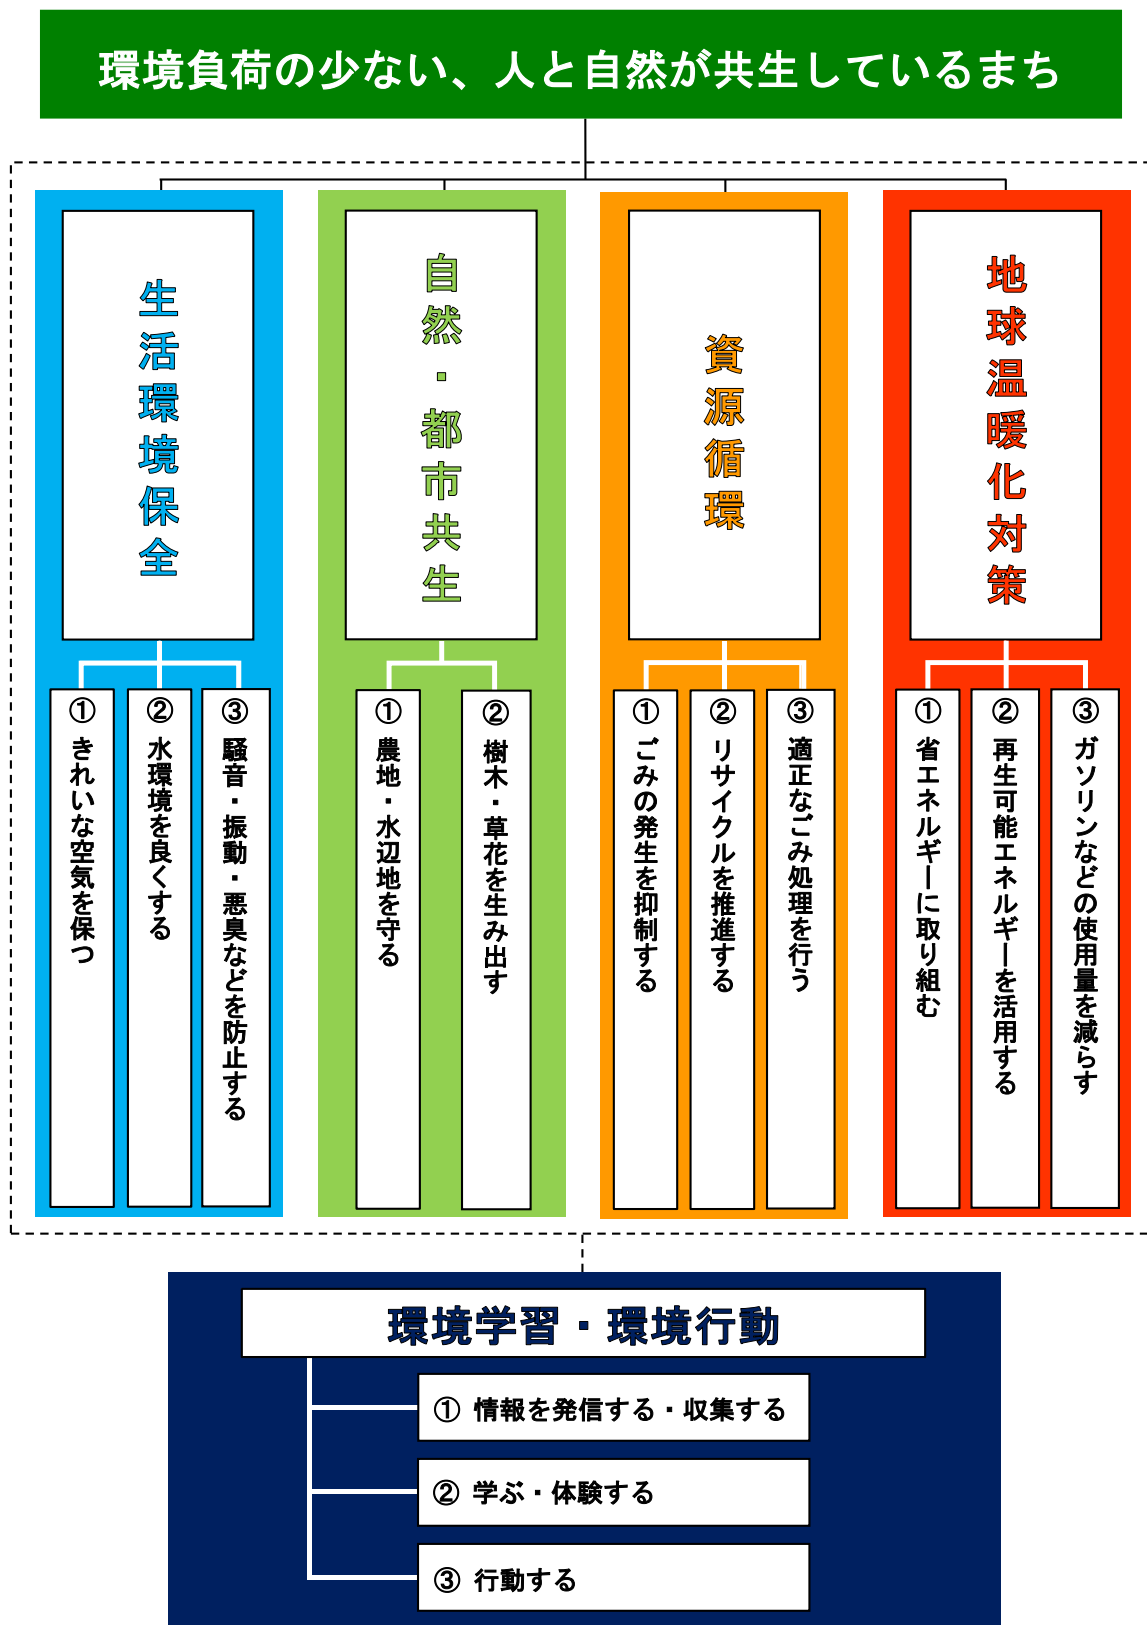 環境負荷の少ない、人と自然が共生しているまち
生活環境保全
① きれいな空気を保つ
② 水環境を良くする
③ 騒音・振動・悪臭などを防止する
自然・都市共生
① 農地・水辺地を守る
② 樹木・草花を生み出す
資源循環
① ごみの発生を抑制する
② リサイクルを推進する
③ 適正なごみ処理を行う
地球温暖化対策
① 省エネルギーに取り組む
② 再生可能エネルギーを活用する
③ ガソリンなどの使用量を減らす
環境学習・環境行動
① 情報を発信する・収集する
② 学ぶ・体験する
③ 行動する